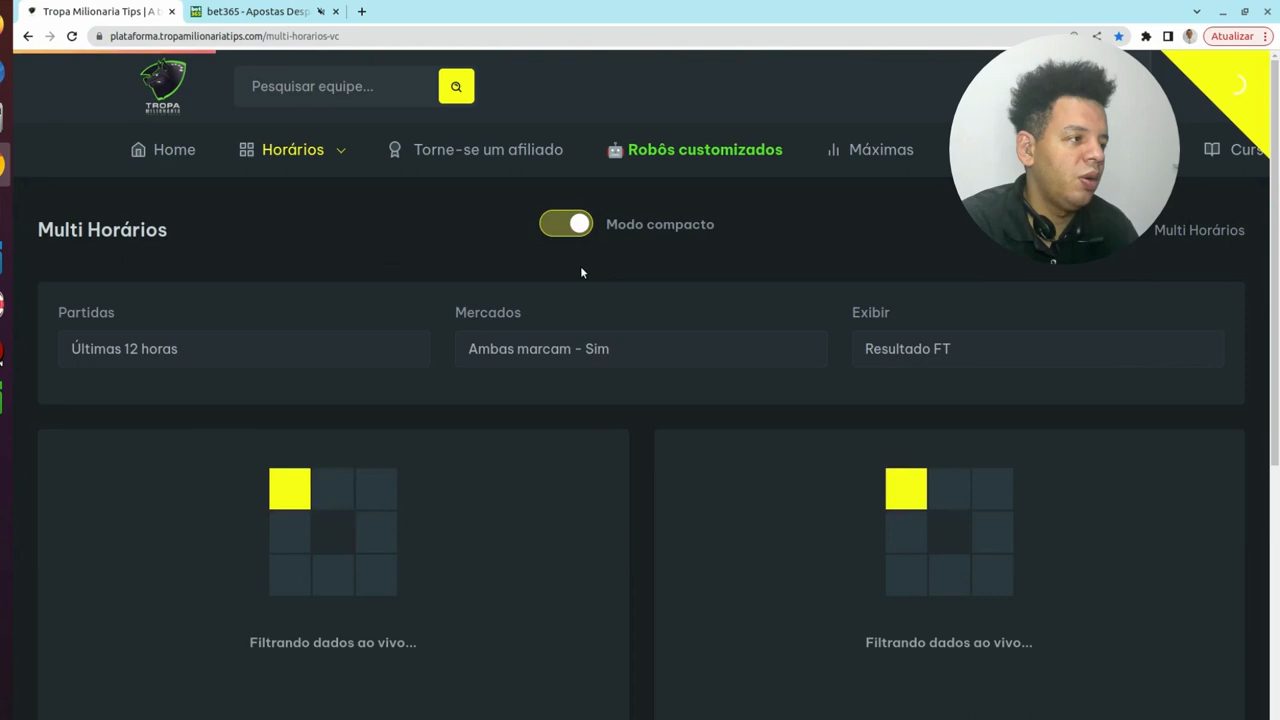 Tropa Milionaria Tips | A b
bet365 - Apostas Desp
plataforma.tropamilionariatips.com/multi-horarios-vc
Atualizar
TROPA
MILIONÁRIA
Pesquisar equipe...
Home
Horários
Torne-se um afiliado
Robôs customizados
Máximas
Curs
Multi Horários
Modo compacto
Multi Horários
Partidas
Mercados
Exibir
Últimas 12 horas
Ambas marcam - Sim
Resultado FT
Filtrando dados ao vivo...
Filtrando dados ao vivo...